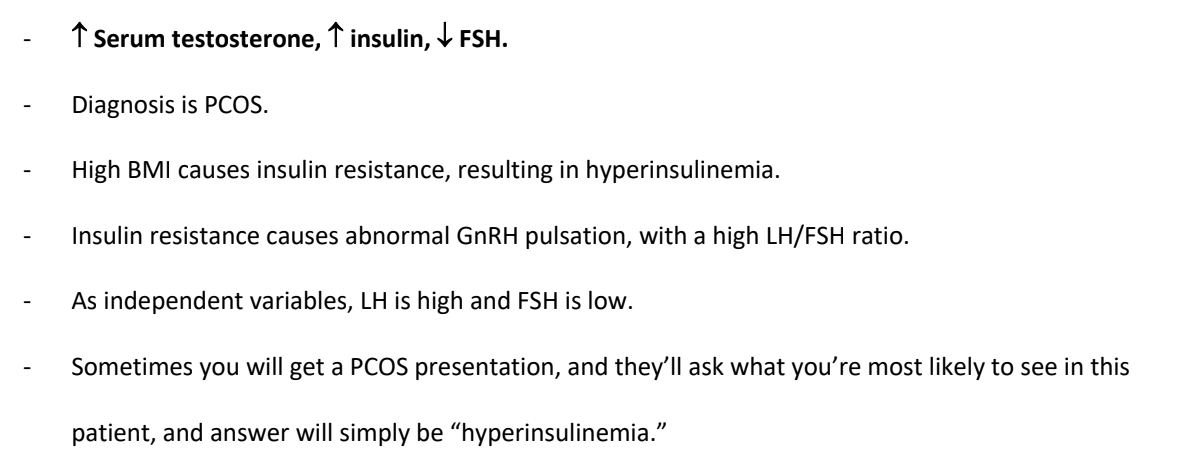 - ↑ Serum testosterone, ↑ insulin, ↓ FSH.
- Diagnosis is PCOS.
- High BMI causes insulin resistance, resulting in hyperinsulinemia.
- Insulin resistance causes abnormal GnRH pulsation, with a high LH/FSH ratio.
- As independent variables, LH is high and FSH is low.
- Sometimes you will get a PCOS presentation, and they’ll ask what you’re most likely to see in this
patient, and answer will simply be “hyperinsulinemia.”